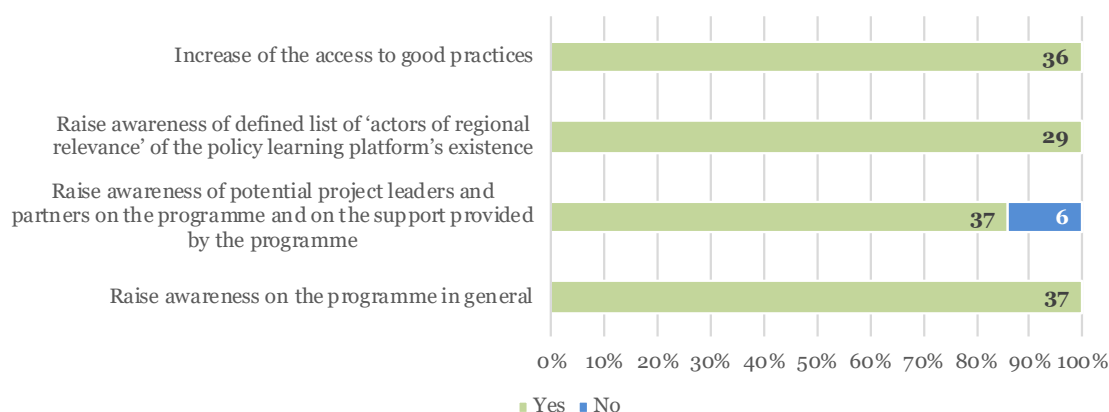 Increase of the access to good practices
36
Raise awareness of defined list of ‘actors of regional
relevance’ of the policy learning platform’s existence
29
Raise awareness of potential project leaders and
partners on the programme and on the support provided
by the programme
37
6
Raise awareness on the programme in general
37
0% 10% 20% 30% 40% 50% 60% 70% 80% 90% 100%
Yes No